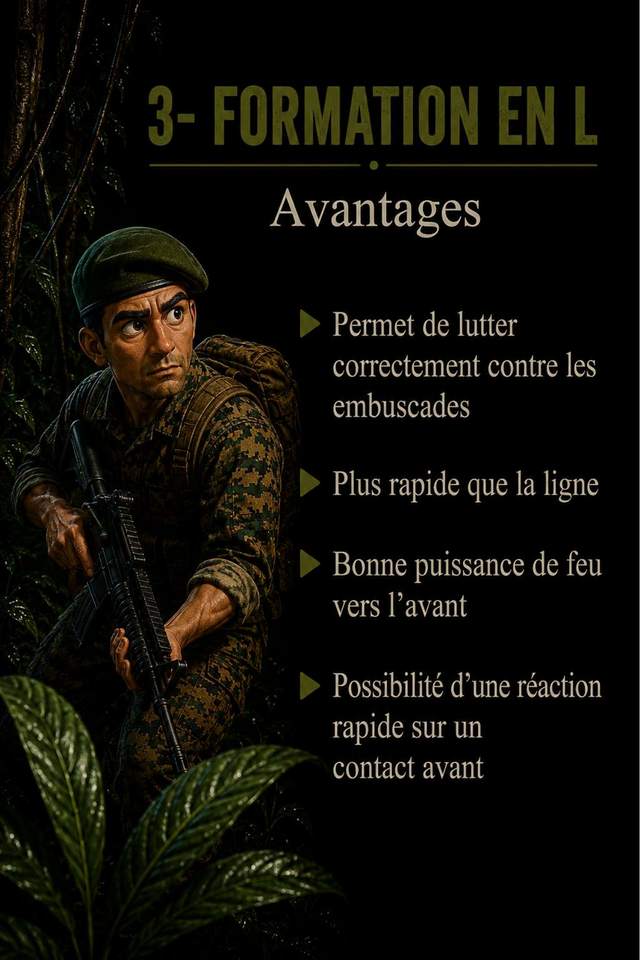 3- FORMATION EN L
Avantages
Permet de lutter
correctement contre les
embuscades
Plus rapide que la ligne
Bonne puissance de feu
vers l’avant
Possibilité d’une réaction
rapide sur un
contact avant